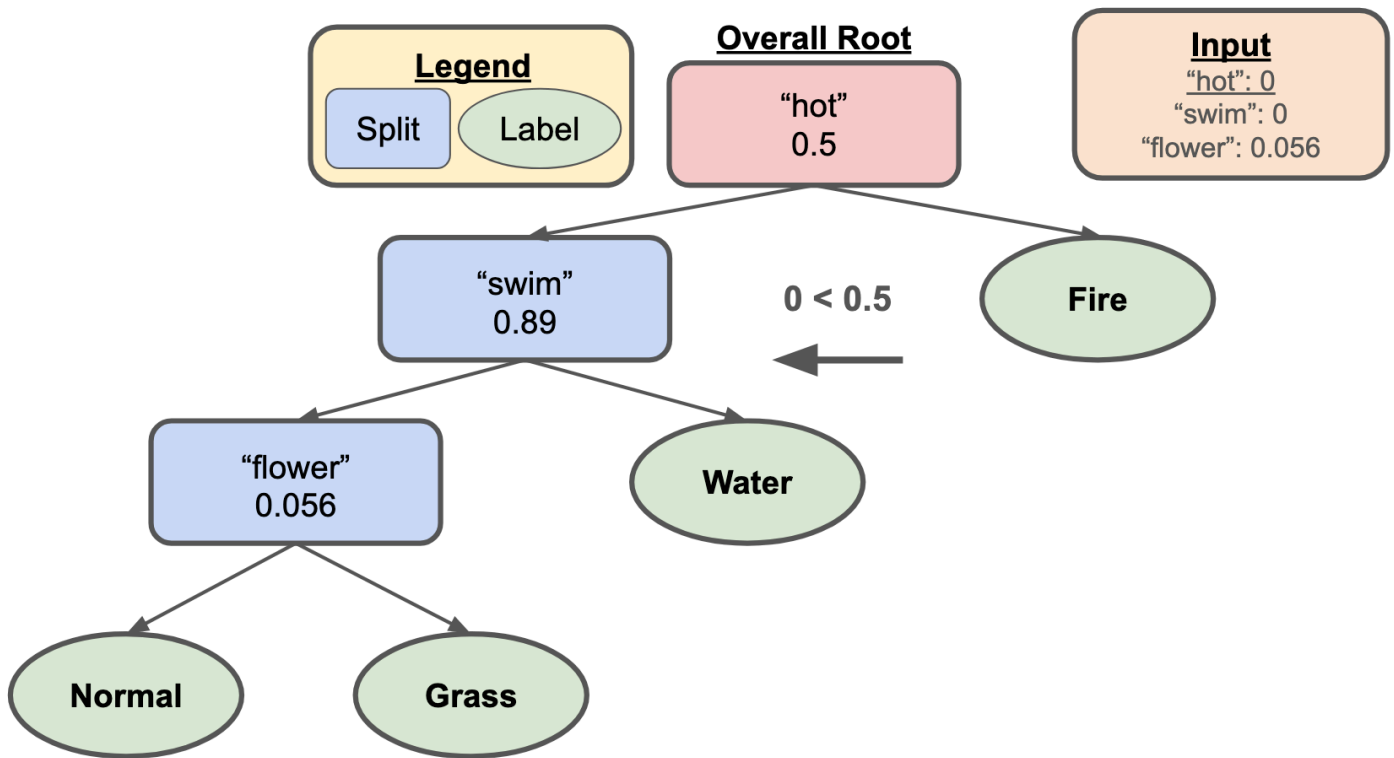 Legend
Split
Label
Overall Root
“hot”
0.5
Input
“hot”: 0
“swim”: 0
“flower”: 0.056
“swim”
0.89
0 < 0.5
Fire
“flower”
0.056
Water
Normal
Grass